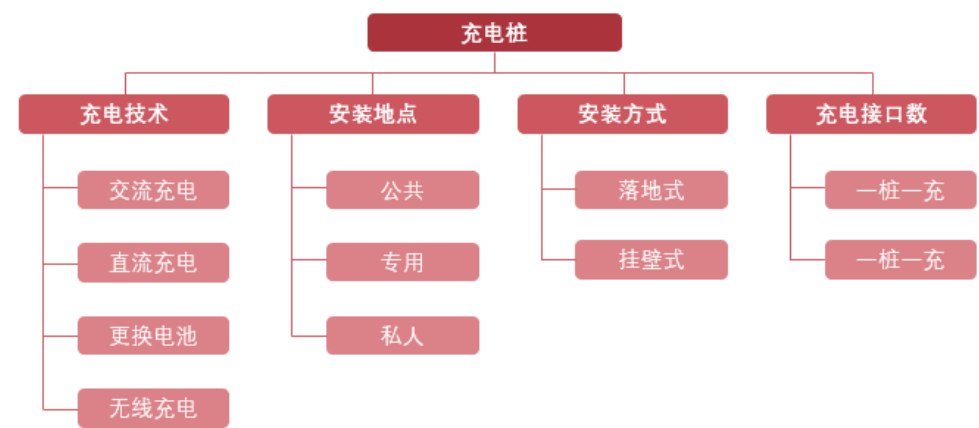 充电桩
充电技术
交流充电
直流充电
更换电池
无线充电
安装地点
公共
专用
私人
安装方式
落地式
挂壁式
充电接口数
一桩一充
一桩一充